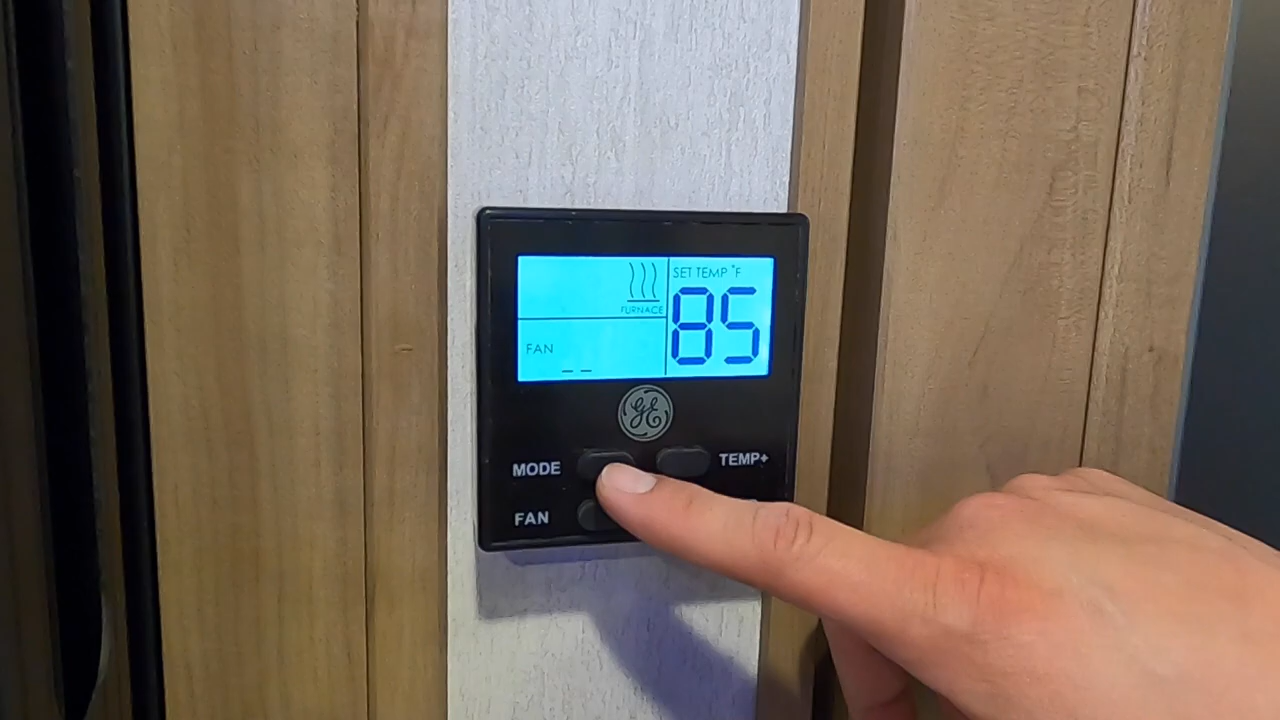 SET TEMP °F
FURNACE
85
FAN
_ _
GE
MODE
TEMP+
FAN